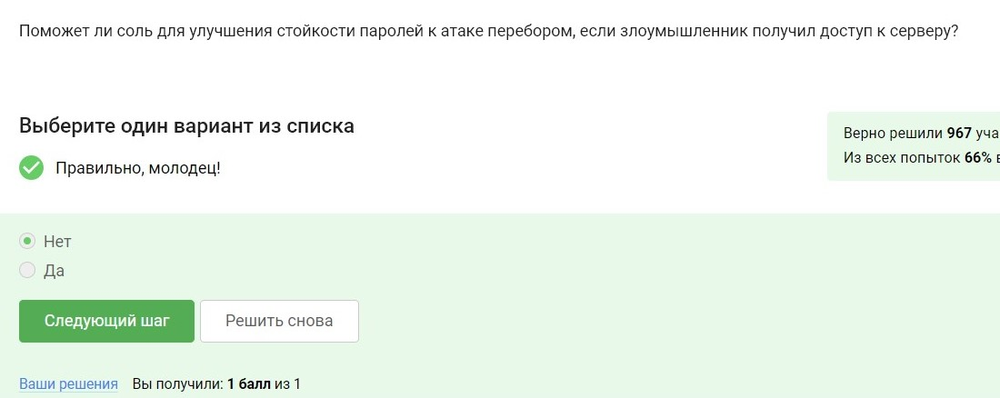 Поможет ли соль для улучшения стойкости паролей к атаке перебором, если злоумышленник получил доступ к серверу?
Выберите один вариант из списка
Верно решили 967 уча
Правильно, молодец!
Из всех попыток 66%
Нет
Да
Следующий шаг Решить снова
Ваши решения Вы получили: 1 балл из 1